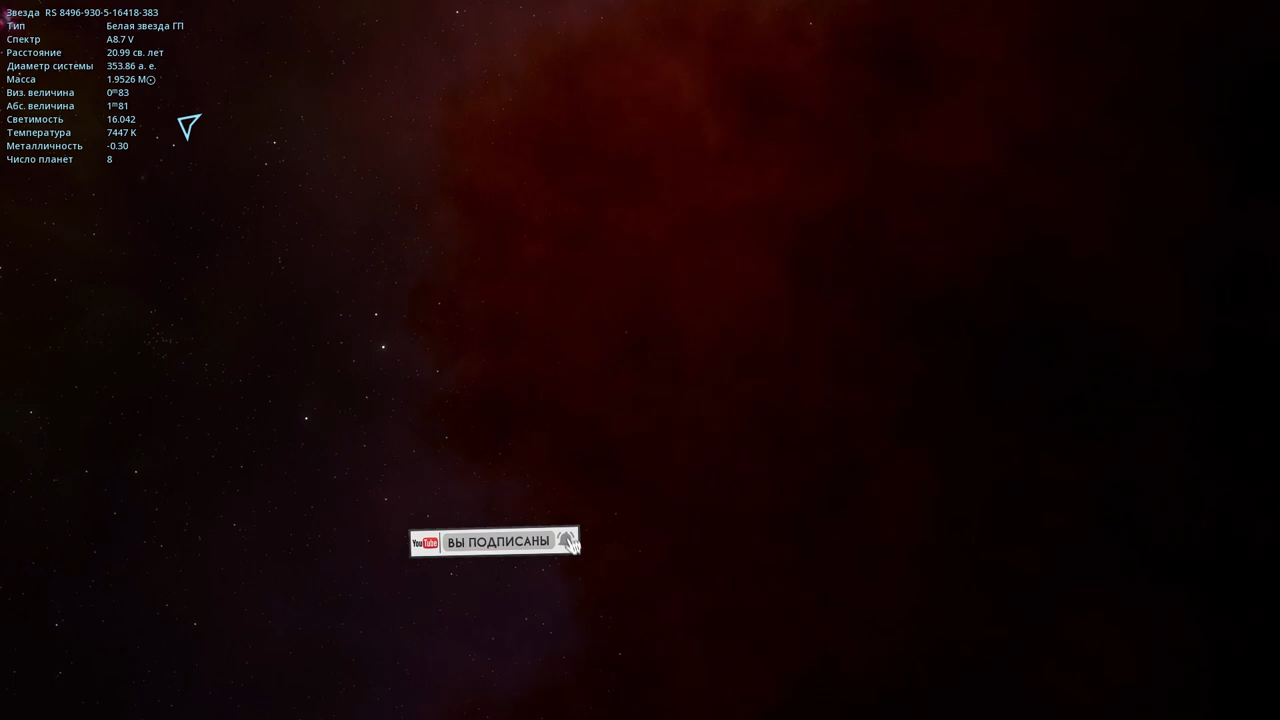 Звезда RS 8496-930-5-16418-383
Тип Белая звезда ГП
Спектр A8.7 V
Расстояние 20.99 св. лет
Диаметр системы 353.86 а. е.
Масса 1.9526 M☉
Виз. величина 0ᵐ83
Абс. величина 1ᵐ81
Светимость 16.042
Температура 7447 K
Металличность -0.30
Число планет 8
YouTube ВЫ ПОДПИСАНЫ